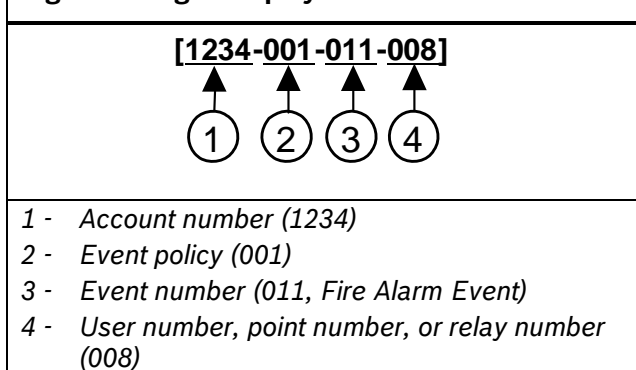 [1234-001-011-008]
1 2 3 4
1 - Account number (1234)
2 - Event policy (001)
3 - Event number (011, Fire Alarm Event)
4 - User number, point number, or relay number
(008)